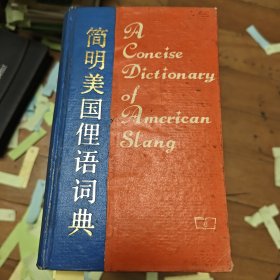 简明美国俚语词典
A
Concise
Dictionary
of
American
Slang